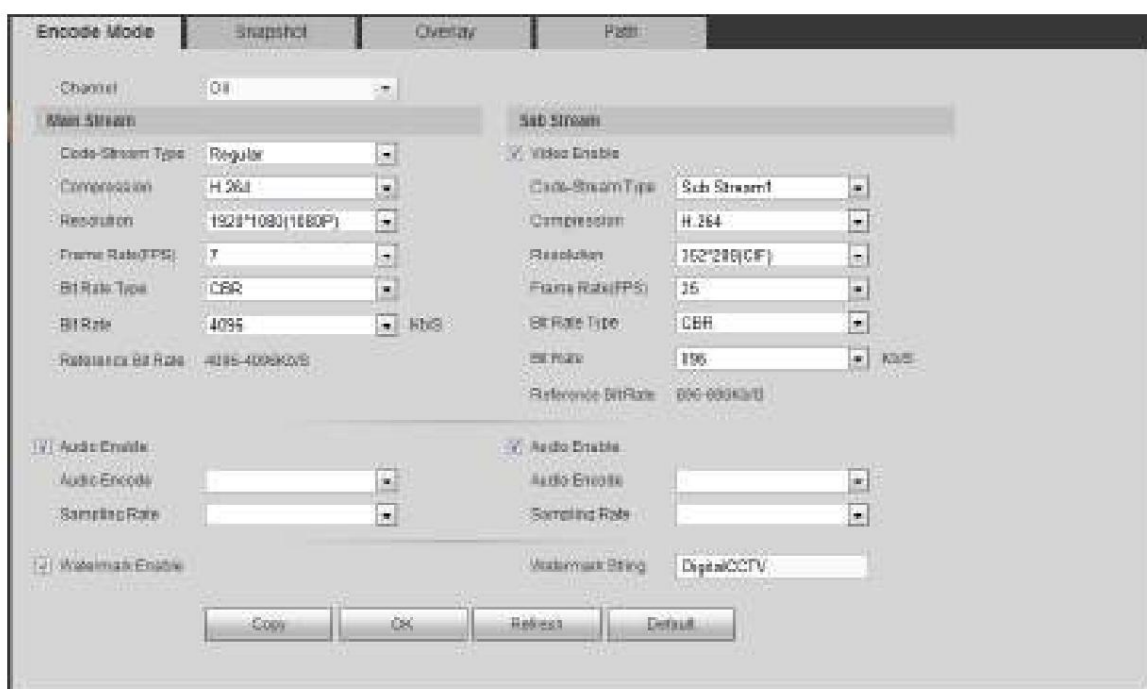 Encode Mode Snapshot Overlay Path
Channel
Main Stream
Code-Stream Type Regular
Compression H.264
Resolution 1920*1080(1080P)
Frame Rate(FPS) 7
Bit Rate Type CBR
Bit Rate 4096 Kb/S
Reference Bit Rate 4096-4096Kb/S
Audio Enable
Audio Encode
Sampling Rate
Watermark Enable
Sub Stream
Video Enable
Code-Stream Type Sub Stream1
Compression H.264
Resolution
Frame Rate(FPS) 25
Bit Rate Type CBR
Bit Rate Kb/S
Reference BitRate
Audio Enable
Audio Encode
Sampling Rate
Watermark String DigitalCCTV
Copy OK Refresh Default